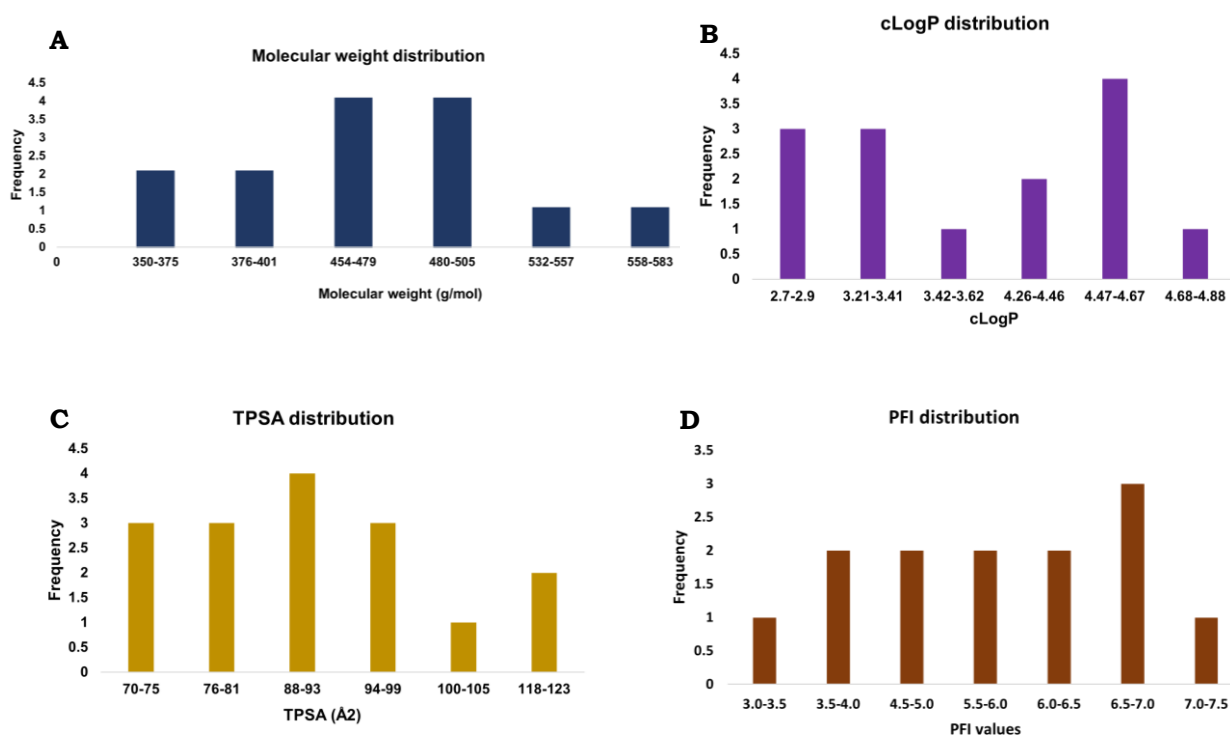 A
Molecular weight distribution
Frequency
4.5
4
3.5
3
2.5
2
1.5
1
0.5
0
0 350-375 376-401 454-479 480-505 532-557 558-583
Molecular weight (g/mol)
B
cLogP distribution
Frequency
4.5
4
3.5
3
2.5
2
1.5
1
0.5
0
2.7-2.9 3.21-3.41 3.42-3.62 4.26-4.46 4.47-4.67 4.68-4.88
cLogP
C
TPSA distribution
Frequency
4.5
4
3.5
3
2.5
2
1.5
1
0.5
0
70-75 76-81 88-93 94-99 100-105 118-123
TPSA (Å2)
D
PFI distribution
Frequency
3.5
3
2.5
2
1.5
1
0.5
0
3.0-3.5 3.5-4.0 4.5-5.0 5.5-6.0 6.0-6.5 6.5-7.0 7.0-7.5
PFI values